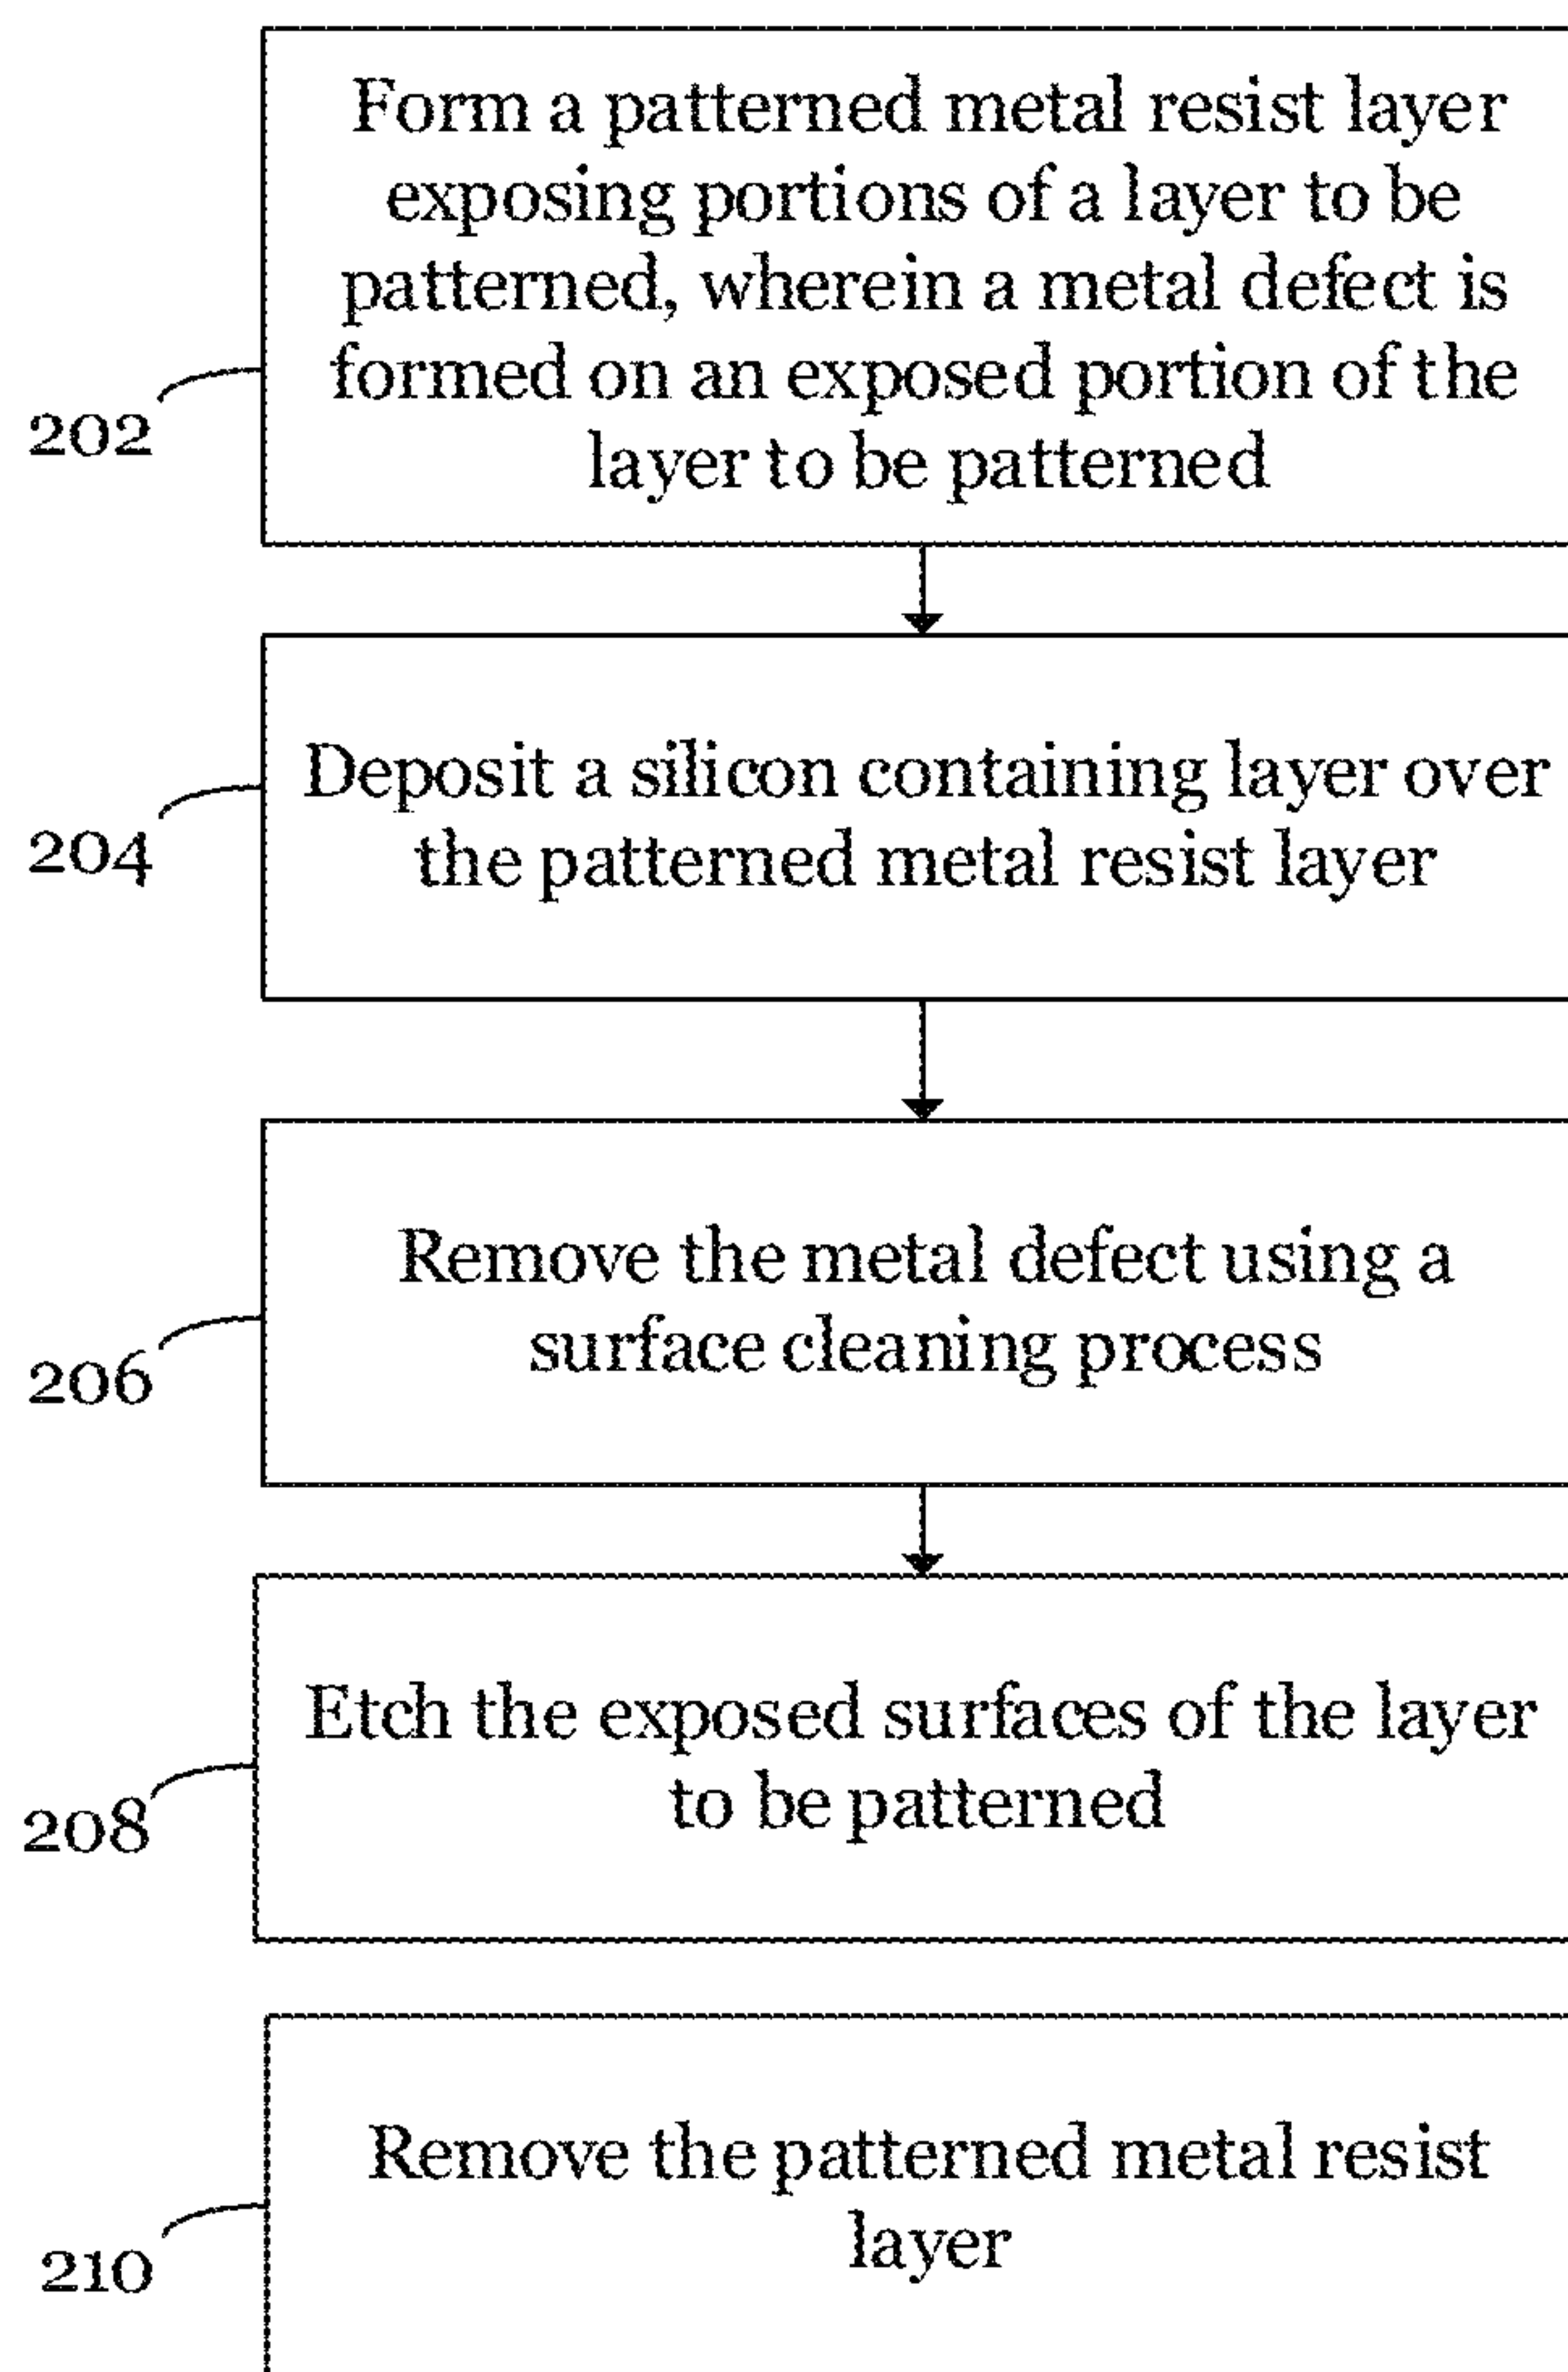 Form a patterned metal resist layer
exposing portions of a layer to be
patterned, wherein a metal defect is
formed on an exposed portion of the
layer to be patterned
202
Deposit a silicon containing layer over
the patterned metal resist layer
204
Remove the metal defect using a
surface cleaning process
206
Etch the exposed surfaces of the layer
to be patterned
208
Remove the patterned metal resist
layer
210